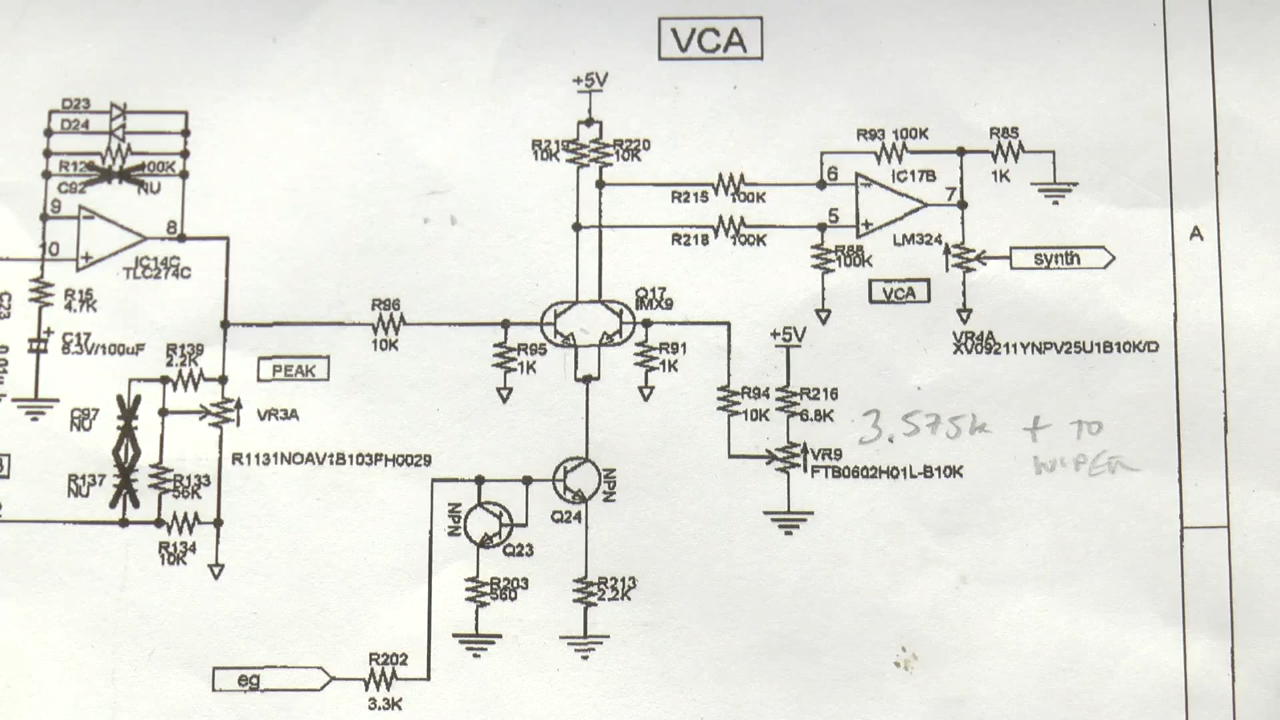 VCA
+5V
D23
D24
100K
C92
NU
9
10
8
IC14C
TLC274C
R15
4.7K
C17
+
6.3V/100uF
R139
2.2K
PEAK
C97
NU
VR3A
R137
NU
R133
56K
R1131NOAV1B103FH0029
R134
10K
R96
10K
R95
1K
R219
10K
R220
10K
R215
100K
R218
100K
Q17
IMX9
R91
1K
R93 100K
R85
1K
6
5
7
IC17B
LM324
R88
100K
VCA
synth
VR4A
XV09211YNPV25U1B10K/D
+5V
R94
10K
R216
6.8K
VR9
FTB0602H01L-B10K
3.575k + TO
WIPER
NPN
Q24
NPN
Q23
R203
560
R213
2.2K
eg
R202
3.3K
A